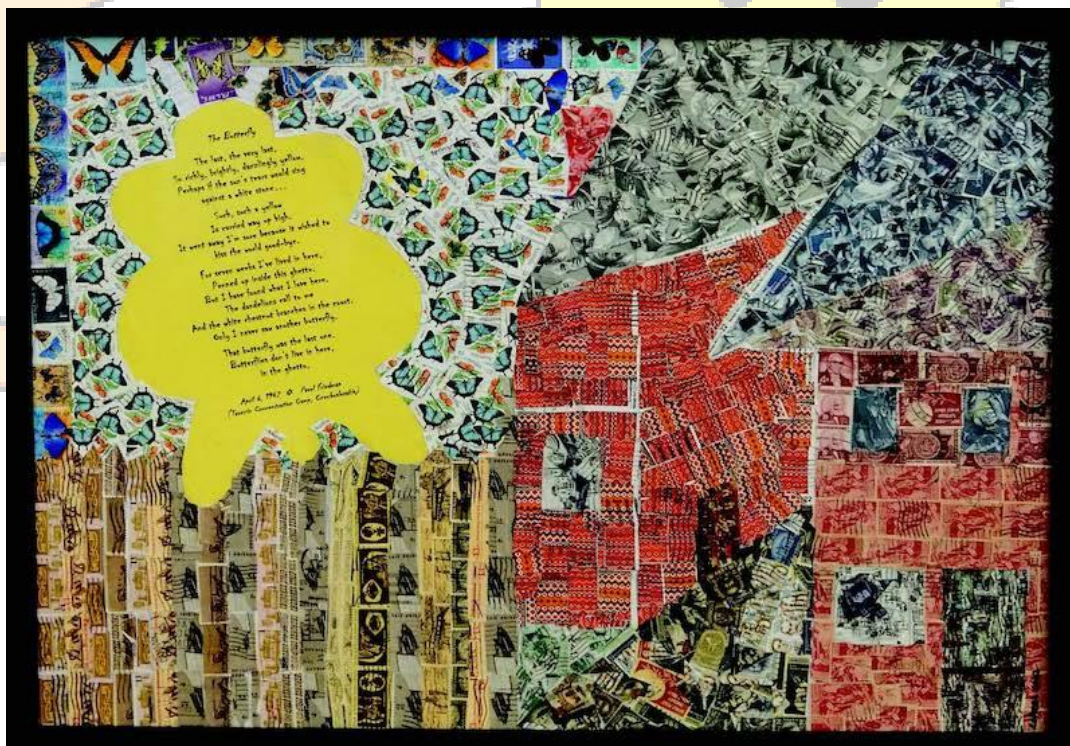 The Butterfly
The last, the very last,
So richly, brightly, dazzlingly yellow.
Perhaps if the sun's tears would sing
against a white stone...
Such, such a yellow
Is carried way up high.
It went away I'm sure because it wished to
kiss the world good-bye.
For seven weeks I've lived in here,
Penned up inside this ghetto.
But I have found what I love here.
The dandelions call to me
And the white chestnut branches in the court.
Only I never saw another butterfly.
That butterfly was the last one.
Butterflies don't live in here,
in the ghetto.
April 4, 1942 Pavel Friedman
Concentration Camp,